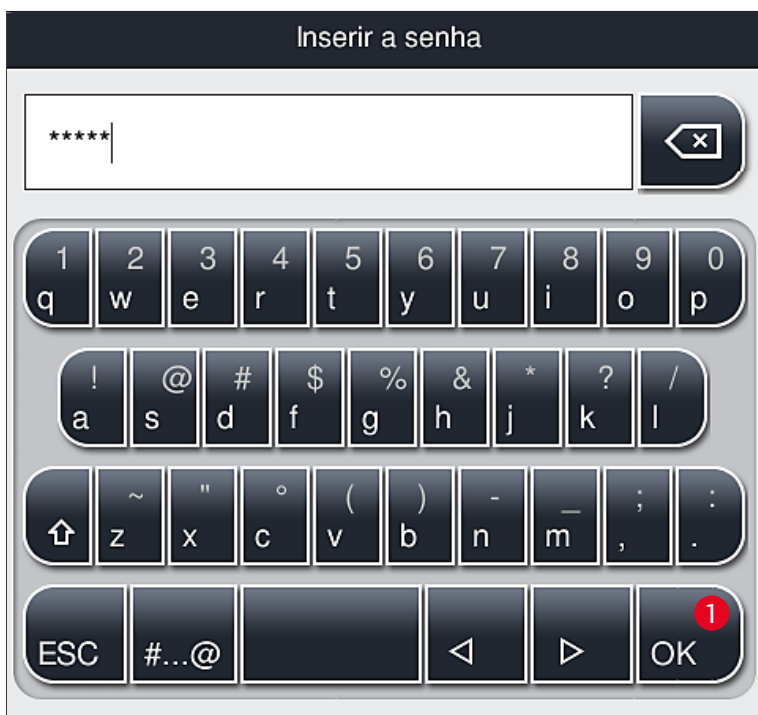 Inserir a senha
*****
1 2 3 4 5 6 7 8 9 0
q w e r t y u i o p
! @ # $ % & * ? /
a s d f g h j k l
~ " ° ( ) - _ ; :
z x c v b n m , .
1
ESC #...@ OK